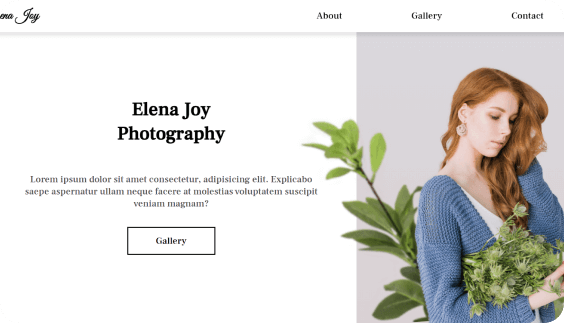 ena Joy
About
Gallery
Contact
Elena Joy
Photography
Lorem ipsum dolor sit amet consectetur, adipisicing elit. Explicabo
saepe aspernatur ullam neque facere at molestias voluptatem suscipit
veniam magnam?
Gallery